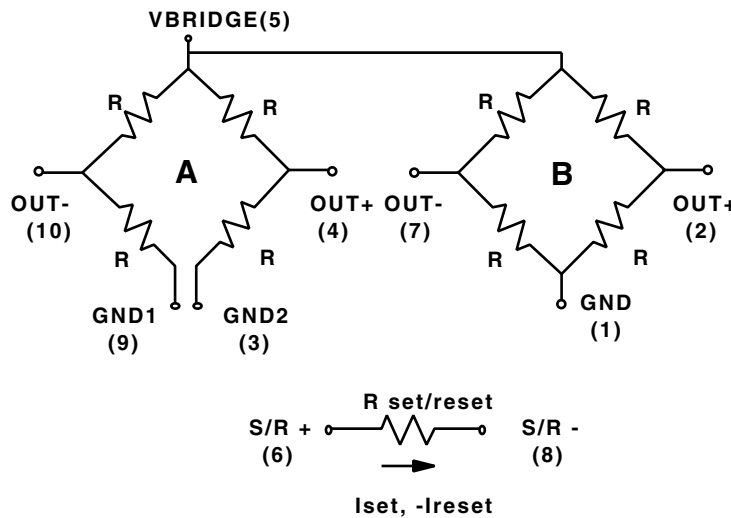 VBRIDGE(5)
R
R
R
R
A
B
OUT-
(10)
OUT+
(4)
OUT-
(7)
OUT+
(2)
R
R
R
R
GND1
(9)
GND2
(3)
GND
(1)
R set/reset
S/R +
(6)
S/R -
(8)
Iset, -Ireset